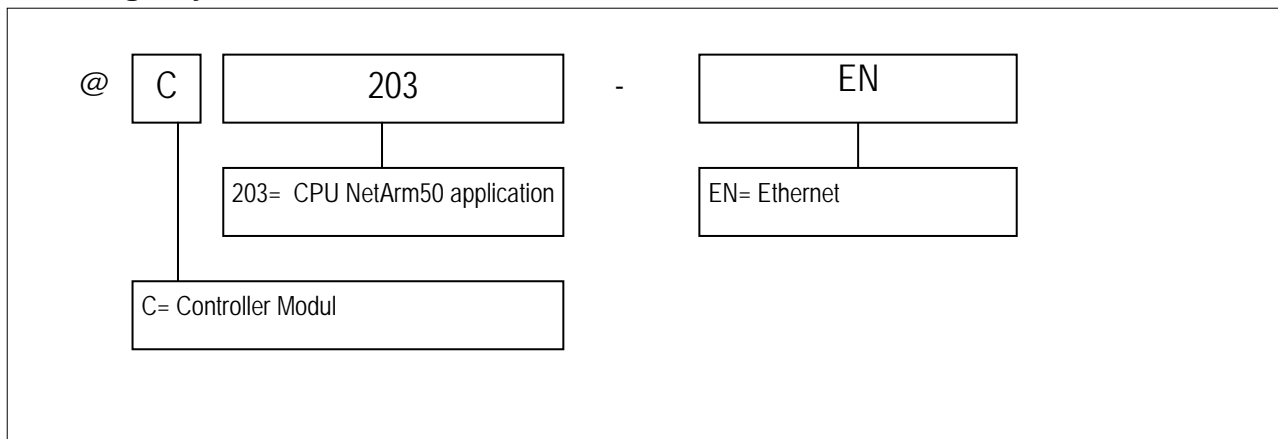 @ C 203 - EN
203= CPU NetArm50 application
EN= Ethernet
C= Controller Modul